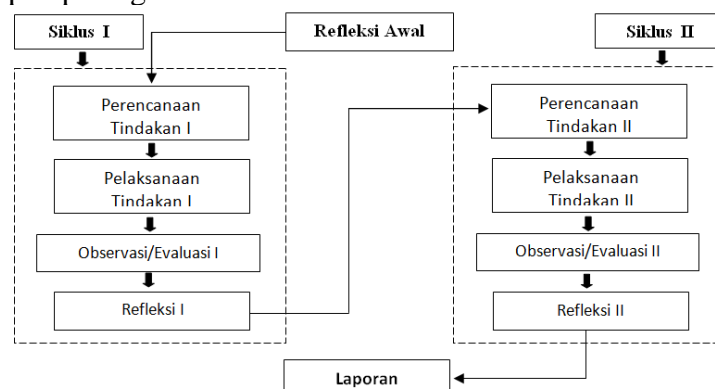 Siklus I
Refleksi Awal
Siklus II
Perencanaan
Tindakan I
Pelaksanaan
Tindakan I
Observasi/Evaluasi I
Refleksi I
Perencanaan
Tindakan II
Pelaksanaan
Tindakan II
Observasi/Evaluasi II
Refleksi II
Laporan